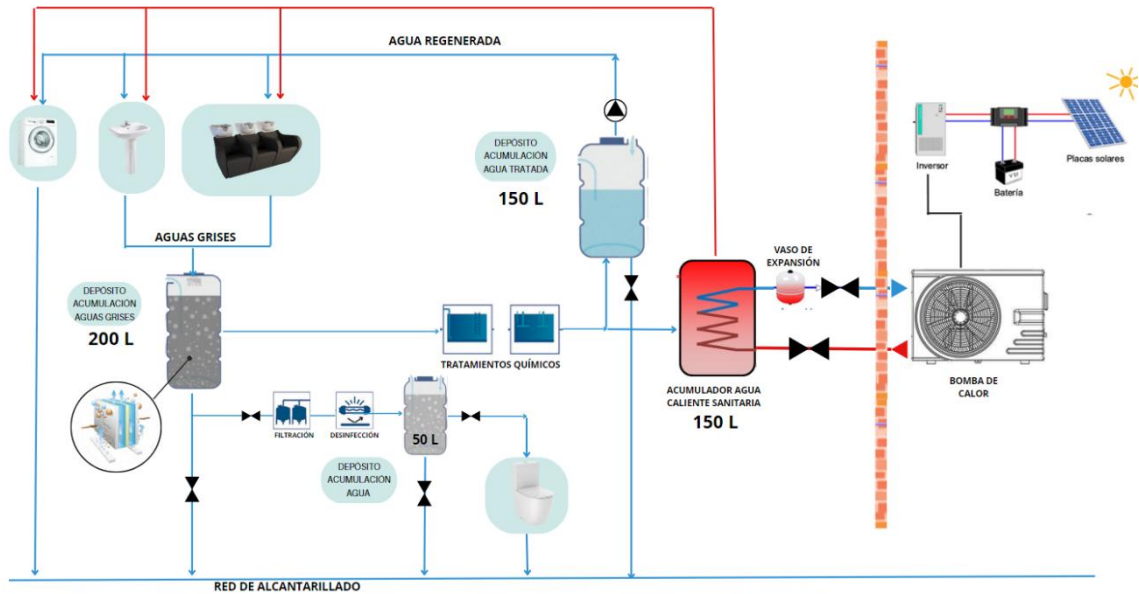 AGUA REGENERADA
DEPÓSITO
ACUMULACIÓN
AGUA TRATADA
150 L
Inversor
Batería
Placas solares
AGUAS GRISES
DEPÓSITO
ACUMULACIÓN
AGUAS GRISES
200 L
VASO DE
EXPANSIÓN
TRATAMIENTOS QUÍMICOS
ACUMULADOR AGUA
CALIENTE SANITARIA
150 L
BOMBA DE
CALOR
FILTRACIÓN
DESINFECCIÓN
50 L
DEPÓSITO
ACUMULACIÓN
AGUA
RED DE ALCANTARILLADO